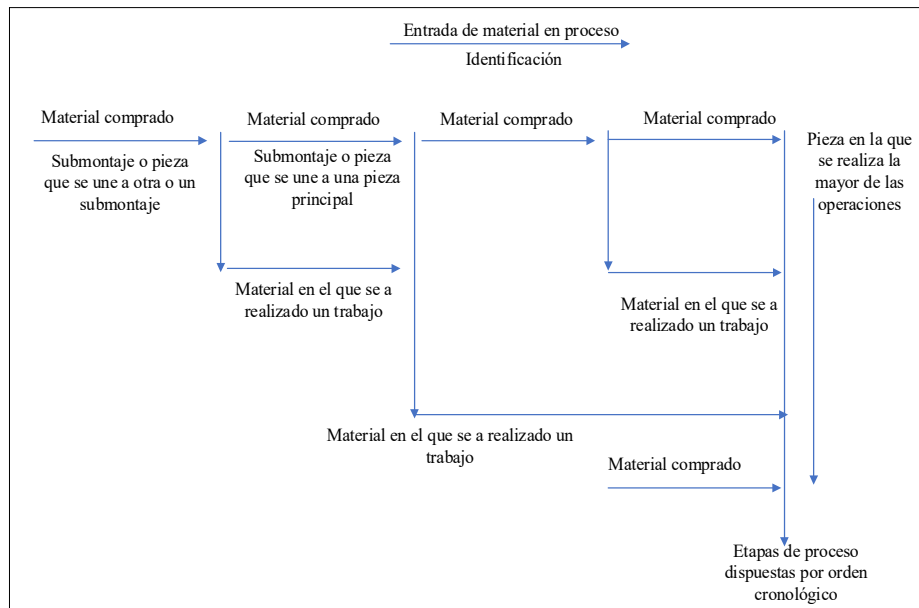 Entrada de material en proceso
Identificación
Material comprado
Submontaje o pieza
que se une a otra o un
submontaje
Material comprado
Submontaje o pieza
que se une a una pieza
principal
Material comprado
Material comprado
Pieza en la que
se realiza la
mayor de las
operaciones
Material en el que se a
realizado un trabajo
Material en el que se a
realizado un trabajo
Material en el que se a realizado un
trabajo
Material comprado
Etapas de proceso
dispuestas por orden
cronológico